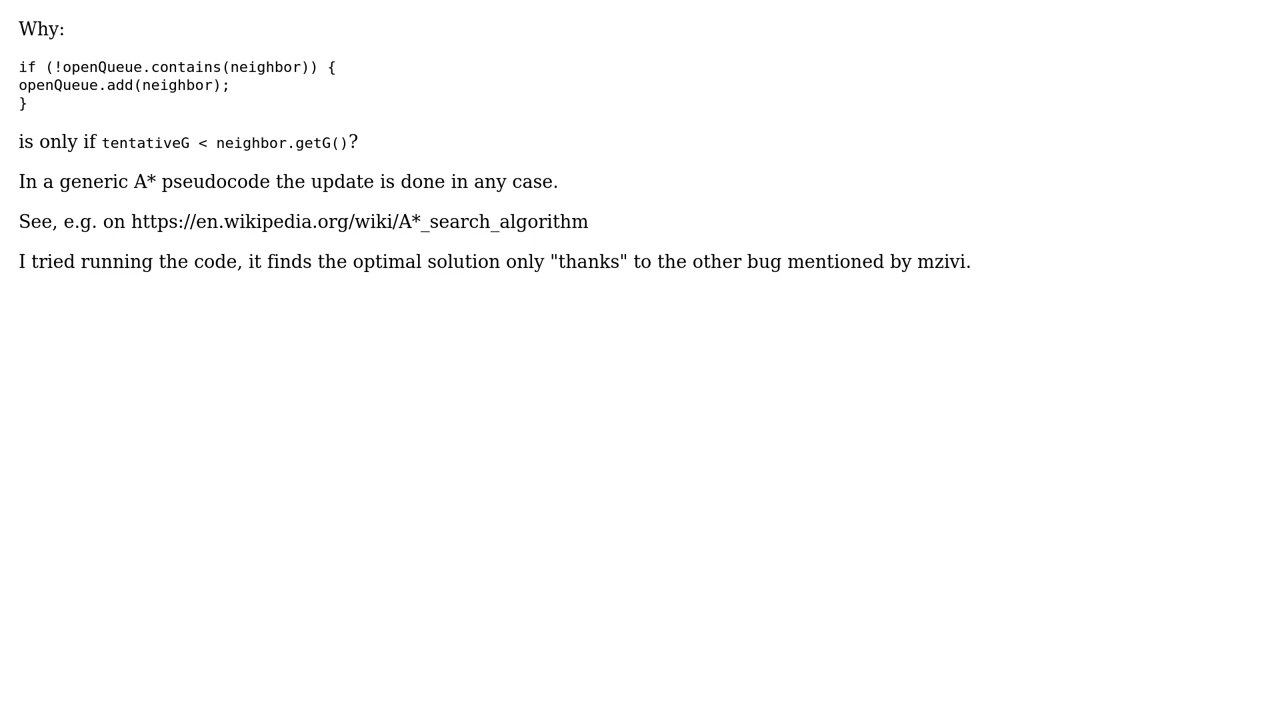 Why:
if (!openQueue.contains(neighbor)) {
openQueue.add(neighbor);
}
is only if tentativeG < neighbor.getG()?
In a generic A* pseudocode the update is done in any case.
See, e.g. on https://en.wikipedia.org/wiki/A*_search_algorithm
I tried running the code, it finds the optimal solution only "thanks" to the other bug mentioned by mzivi.